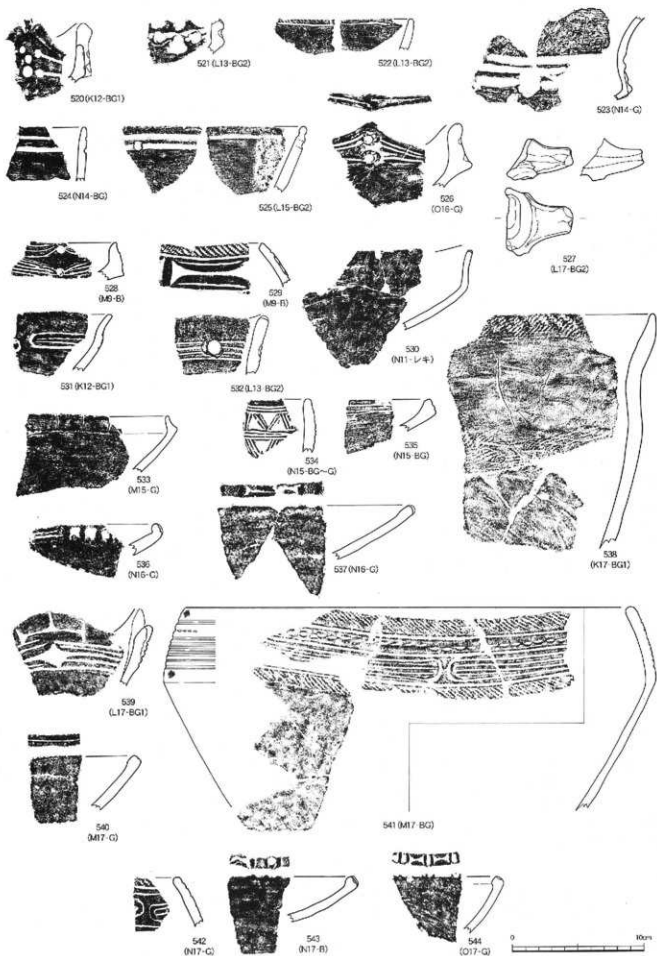 520(K12-BG1)
521(L13-BG2)
522(L13-BG2)
523(N14-G)
524(N14-BG)
525(L15-BG2)
526
(O16-G)
527
(L17-BG2)
528
(M9-B)
529
(M9-B)
530
(N11-レキ)
531(K12-BG1)
532(L13-BG2)
533
(M15-G)
534
(N15-BG〜G)
535
(N15-BG)
536
(N16-G)
537(N16-G)
538
(K17-BG1)
539
(L17-BG1)
540
(M17-G)
541(M17-BG)
542
(N17-G)
543
(N17-B)
544
(O17-G)
0 10cm